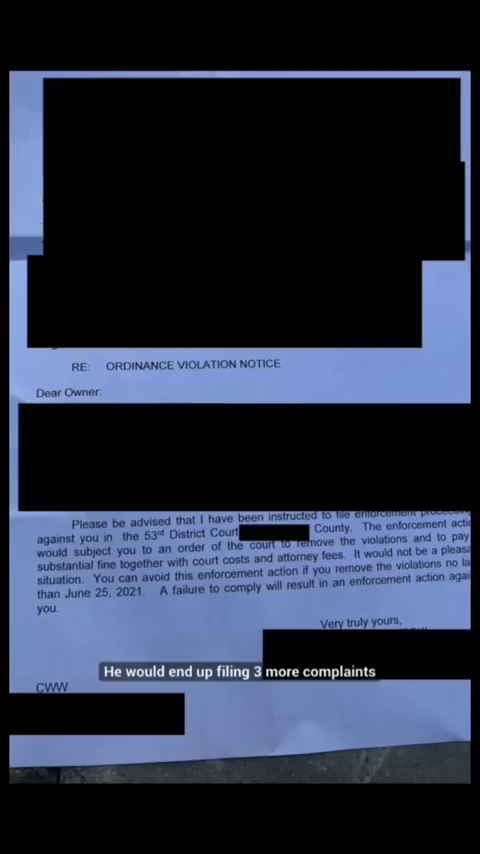 RE: ORDINANCE VIOLATION NOTICE
Dear Owner:
Please be advised that I have been instructed to file enforcement
against you in the 53rd District Court County. The enforcement
would subject you to an order of the court to remove the violations and to pay
substantial fine together with court costs and attorney fees. It would not be a
situation. You can avoid this enforcement action if you remove the violations no
than June 25, 2021. A failure to comply will result in an enforcement action
you.
Very truly yours,
He would end up filing 3 more complaints
CWW